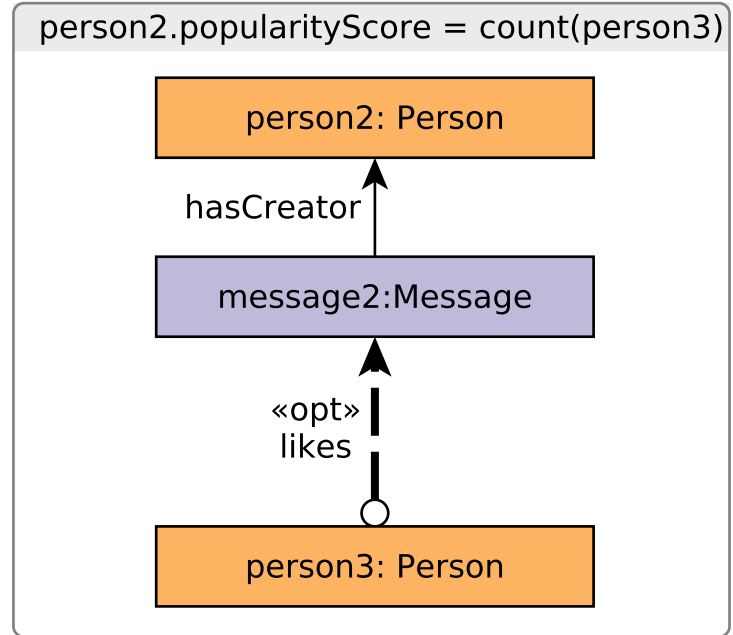 person2.popularityScore = count(person3)
person2: Person
hasCreator
message2:Message
«opt»
likes
person3: Person